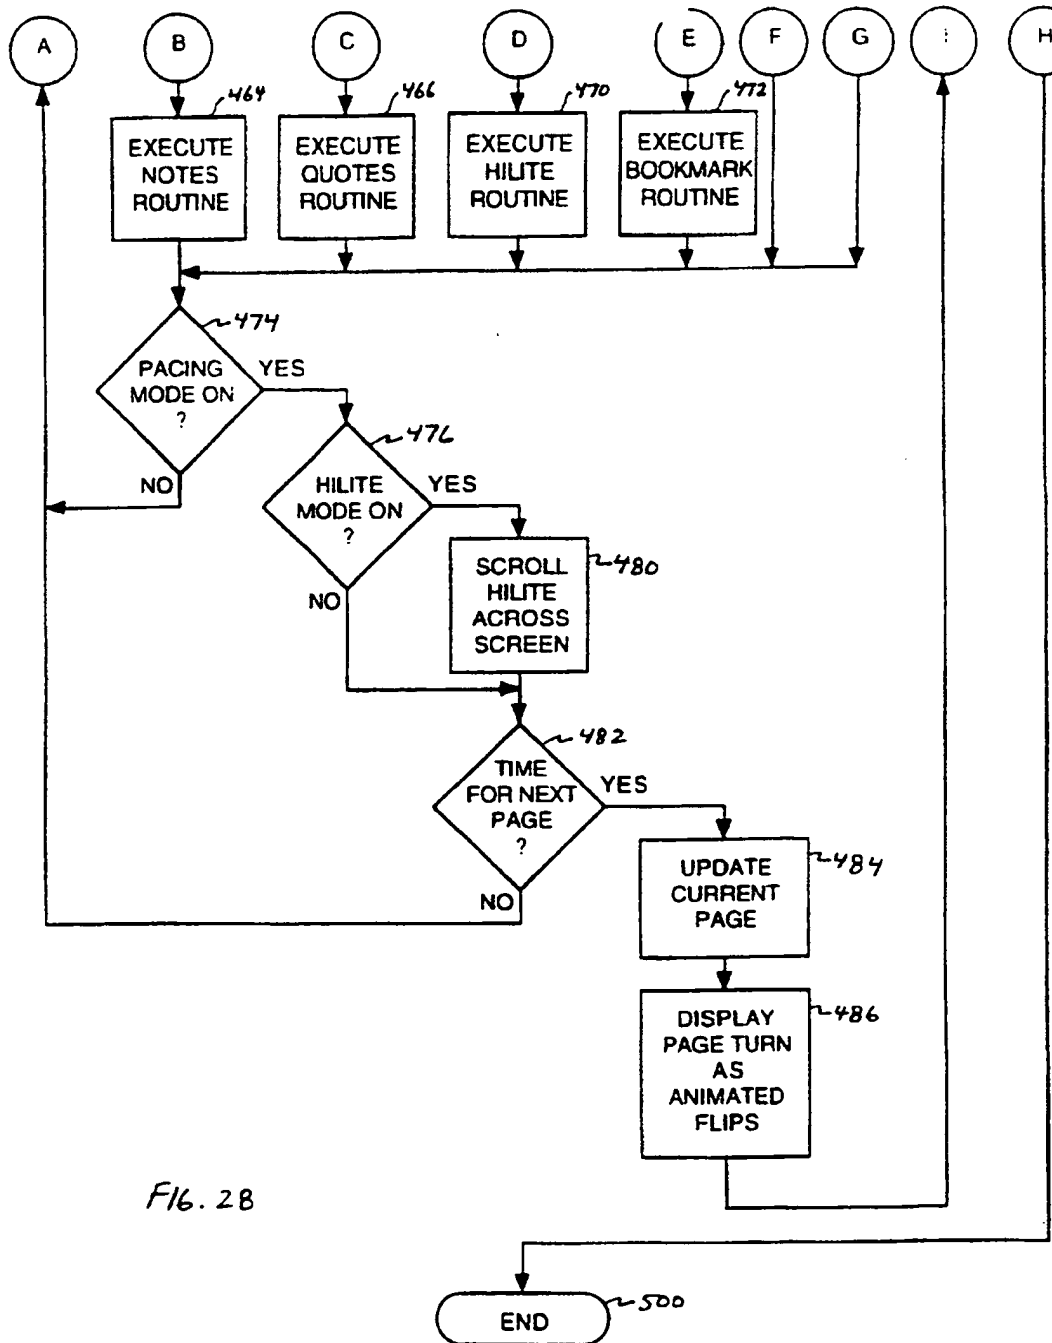 A B C D E F G I H
464 466 470 472
EXECUTE
NOTES
ROUTINE
EXECUTE
QUOTES
ROUTINE
EXECUTE
HILITE
ROUTINE
EXECUTE
BOOKMARK
ROUTINE
474
PACING
MODE ON
?
YES
NO
476
HILITE
MODE ON
?
YES
NO
480
SCROLL
HILITE
ACROSS
SCREEN
482
TIME
FOR NEXT
PAGE
?
YES
NO
484
UPDATE
CURRENT
PAGE
486
DISPLAY
PAGE TURN
AS
ANIMATED
FLIPS
FIG. 28
END
500